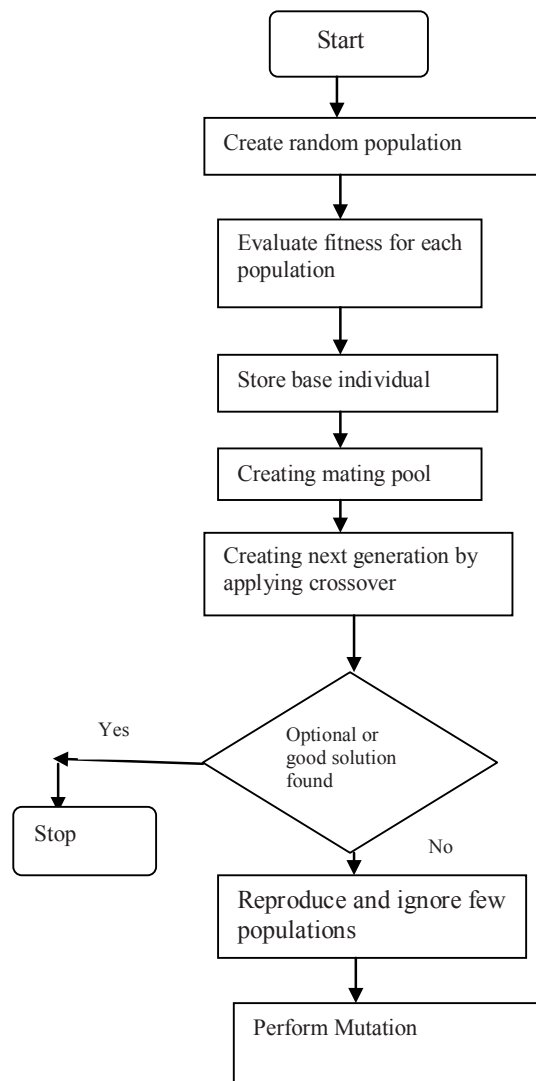 Start
Create random population
Evaluate fitness for each
population
Store base individual
Creating mating pool
Creating next generation by
applying crossover
Optional or
good solution
found
Yes
Stop
No
Reproduce and ignore few
populations
Perform Mutation